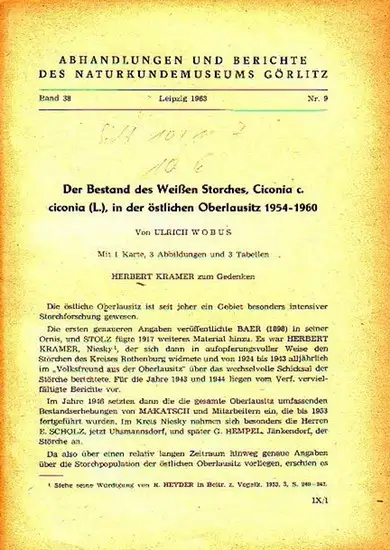 ABHANDLUNGEN UND BERICHTE
DES NATURKUNDEMUSEUMS GÖRLITZ
Band 38 Leipzig 1963 Nr. 9
Der Bestand des Weißen Storches, Ciconia c.
ciconia (L.), in der östlichen Oberlausitz 1954-1960
Von ULRICH WOBUS
Mit 1 Karte, 3 Abbildungen und 3 Tabellen
HERBERT KRAMER zum Gedenken
Die östliche Oberlausitz ist seit jeher ein Gebiet besonders intensiver
Storchforschung gewesen.
Die ersten genaueren Angaben veröffentlichte BAER (1898) in seiner
Ornis, und STOLZ fügte 1917 weiteres Material hinzu. Es war HERBERT
KRAMER, Niesky¹, der sich dann in aufopferungsvoller Weise den
Störchen des Kreises Rothenburg widmete und von 1924 bis 1943 alljährlich
im „Volksfreund aus der Oberlausitz" über das wechselvolle Schicksal der
Störche berichtete. Für die Jahre 1943 und 1944 liegen vom Verf. verviel-
fältigte Berichte vor.
Im Jahre 1946 setzten dann die die gesamte Oberlausitz umfassenden
Bestandserhebungen von MAKATSCH und Mitarbeitern ein, die bis 1953
fortgeführt wurden. Im Kreis Niesky nahmen sich besonders die Herren
E. SCHOLZ, jetzt Uhsmannsdorf, und später G. HEMPEL, Jänkendorf, der
Störche an.
Da also über einen relativ langen Zeitraum hinweg genaue Angaben
über die Storchpopulation der östlichen Oberlausitz vorliegen, erschien es
¹ Siehe seine Würdigung von R. HEYDER in Beitr. z. Vogelk. 1953, 3, S. 240-242.
IX/1